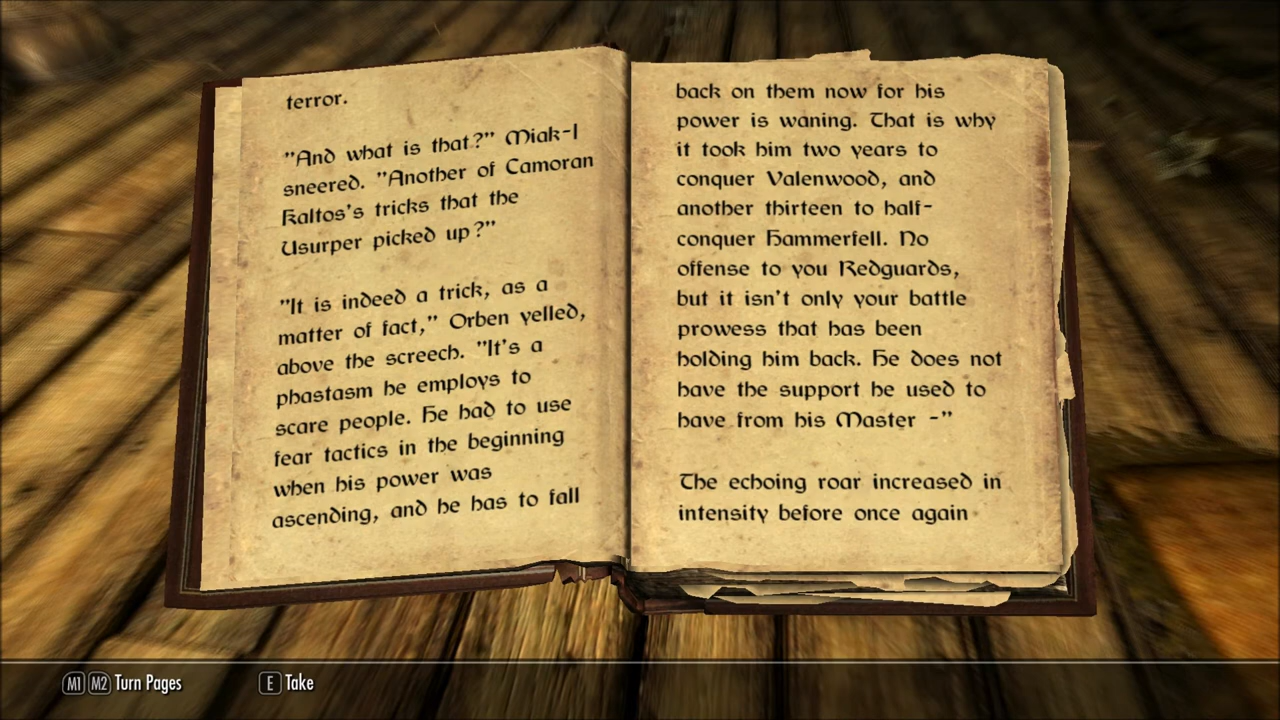 terror.
"And what is that?" Miak-I
sneered. "Another of Camoran
Kaltos's tricks that the
Usurper picked up?"
"It is indeed a trick, as a
matter of fact," Orben yelled,
above the screech. "It's a
phastasm he employs to
scare people. He had to use
fear tactics in the beginning
when his power was
ascending, and he has to fall
back on them now for his
power is waning. That is why
it took him two years to
conquer Valenwood, and
another thirteen to half-
conquer Hammerfell. No
offense to you Redguards,
but it isn't only your battle
prowess that has been
holding him back. He does not
have the support he used to
have from his Master -"
The echoing roar increased in
intensity before once again
M1 M2 Turn Pages
E Take